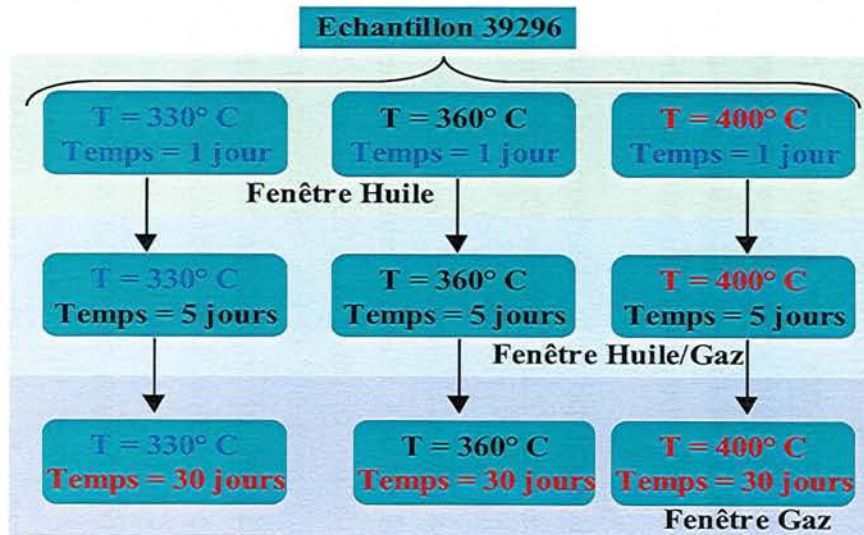 Echantillon 39296
T = 330° C
Temps = 1 jour
T = 360° C
Temps = 1 jour
T = 400° C
Temps = 1 jour
Fenêtre Huile
T = 330° C
Temps = 5 jours
T = 360° C
Temps = 5 jours
T = 400° C
Temps = 5 jours
Fenêtre Huile/Gaz
T = 330° C
Temps = 30 jours
T = 360° C
Temps = 30 jours
T = 400° C
Temps = 30 jours
Fenêtre Gaz